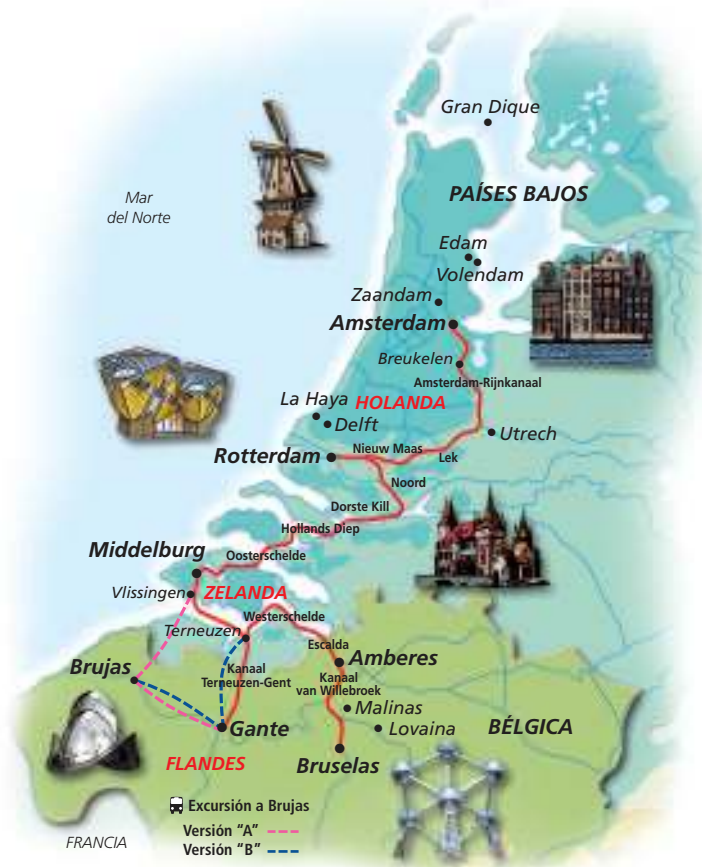 Gran Dique
Mar
del Norte
PAÍSES BAJOS
Edam
Volendam
Zaandam
Amsterdam
Breukelen
Amsterdam-Rijnkanaal
La Haya
HOLANDA
Delft
Utrech
Nieuw Maas
Rotterdam
Lek
Noord
Dorste Kill
Hollands Diep
Middelburg
Oosterschelde
Vlissingen
ZELANDA
Westerschelde
Terneuzen
Escalda
Amberes
Brujas
Kanaal
Terneuzen-Gent
Kanaal
van Willebroek
Malinas
Gante
Lovaina
BÉLGICA
FLANDES
Bruselas
Excursión a Brujas
Versión "A"
Versión "B"
FRANCIA